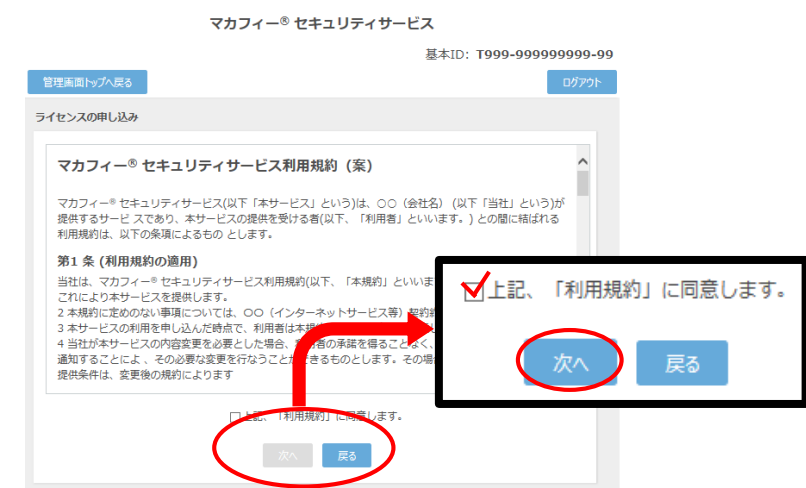 マカフィー® セキュリティサービス
基本ID: T999-999999999-99
管理画面トップへ戻る
ログアウト
ライセンスの申し込み
マカフィー® セキュリティサービス利用規約（案）
マカフィー® セキュリティサービス(以下「本サービス」という)は、○○（会社名） (以下「当社」という)が
提供するサービ スであり、本サービスの提供を受ける者(以下、「利用者」といいます。) との間に結ばれる
利用規約は、以下の条項によるもの とします。
第1 条 (利用規約の適用)
当社は、マカフィー® セキュリティサービス利用規約(以下、「本規約」といいま
これにより本サービスを提供します。
2 本規約に定めのない事項については、○○（インターネットサービス等）契約
3 本サービスの利用を申し込んだ時点で、利用者は本規
4 当社が本サービスの内容変更を必要とした場合、利用者の承諾を得ることなく、
通知することによ 、その必要な変更を行なうことができるものとします。その場
提供条件は、変更後の規約によります
上記、「利用規約」に同意します。
次へ 戻る
上記、「利用規約」に同意します。
次へ 戻る